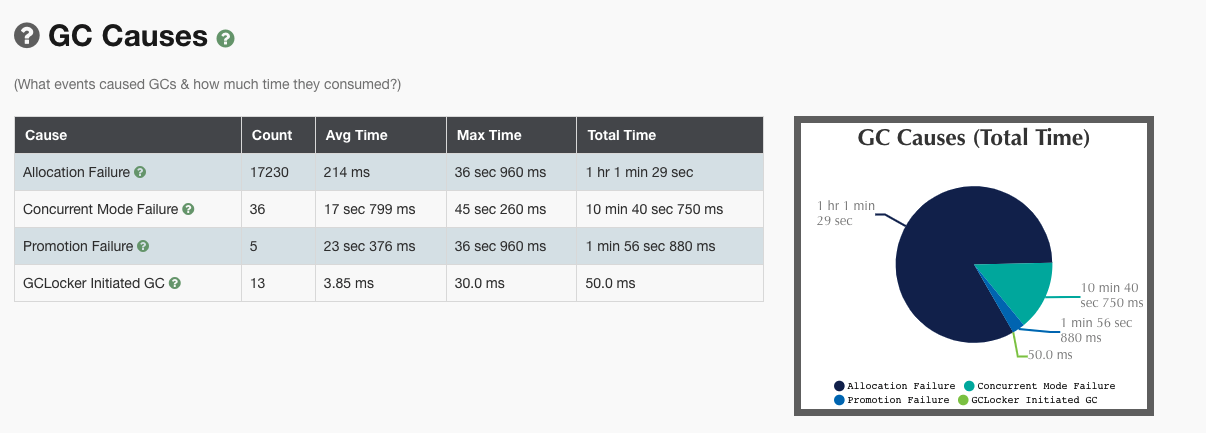 ? GC Causes ?
(What events caused GCs & how much time they consumed?)
Cause Count Avg Time Max Time Total Time
Allocation Failure ? 17230 214 ms 36 sec 960 ms 1 hr 1 min 29 sec
Concurrent Mode Failure ? 36 17 sec 799 ms 45 sec 260 ms 10 min 40 sec 750 ms
Promotion Failure ? 5 23 sec 376 ms 36 sec 960 ms 1 min 56 sec 880 ms
GCLocker Initiated GC ? 13 3.85 ms 30.0 ms 50.0 ms
GC Causes (Total Time)
1 hr 1 min
29 sec
10 min 40
sec 750 ms
1 min 56 sec
880 ms
50.0 ms
Allocation Failure Concurrent Mode Failure
Promotion Failure GCLocker Initiated GC